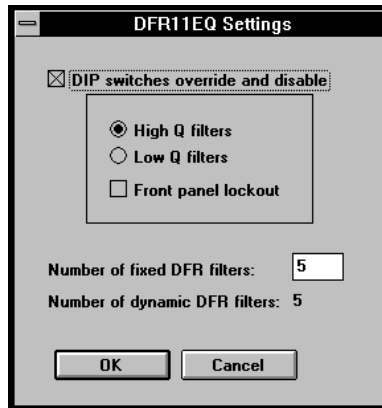 DFR11EQ Settings
DIP switches override and disable
High Q filters
Low Q filters
Front panel lockout
Number of fixed DFR filters: 5
Number of dynamic DFR filters: 5
OK Cancel